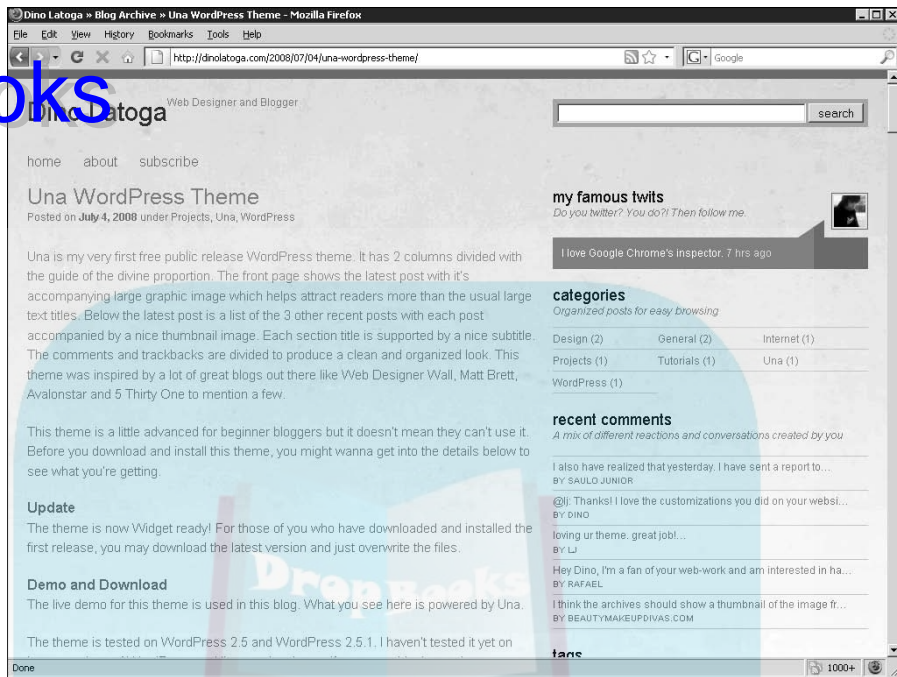 Dino Latoga » Blog Archive » Una WordPress Theme - Mozilla Firefox
File Edit View History Bookmarks Tools Help
http://dinolatoga.com/2008/07/04/una-wordpress-theme/
G Google
oks
Dino Latoga
Web Designer and Blogger
search
home about subscribe
Una WordPress Theme
Posted on July 4, 2008 under Projects, Una, WordPress
Una is my very first free public release WordPress theme. It has 2 columns divided with
the guide of the divine proportion. The front page shows the latest post with it's
accompanying large graphic image which helps attract readers more than the usual large
text titles. Below the latest post is a list of the 3 other recent posts with each post
accompanied by a nice thumbnail image. Each section title is supported by a nice subtitle.
The comments and trackbacks are divided to produce a clean and organized look. This
theme was inspired by a lot of great blogs out there like Web Designer Wall, Matt Brett,
Avalonstar and 5 Thirty One to mention a few.
This theme is a little advanced for beginner bloggers but it doesn't mean they can't use it.
Before you download and install this theme, you might wanna get into the details below to
see what you're getting.
Update
The theme is now Widget ready! For those of you who have downloaded and installed the
first release, you may download the latest version and just overwrite the files.
Demo and Download
The live demo for this theme is used in this blog. What you see here is powered by Una.
The theme is tested on WordPress 2.5 and WordPress 2.5.1. I haven't tested it yet on
DropBooks
my famous twits
Do you twitter? You do?! Then follow me.
I love Google Chrome's inspector. 7 hrs ago
categories
Organized posts for easy browsing
Design (2) General (2) Internet (1)
Projects (1) Tutorials (1) Una (1)
WordPress (1)
recent comments
A mix of different reactions and conversations created by you
I also have realized that yesterday. I have sent a report to...
BY SAULO JUNIOR
@lj: Thanks! I love the customizations you did on your websi...
BY DINO
loving ur theme. great job!...
BY LJ
Hey Dino, I'm a fan of your web-work and am interested in ha...
BY RAFAEL
I think the archives should show a thumbnail of the image fr...
BY BEAUTYMAKEUPDIVAS.COM
tags
Done
1000+